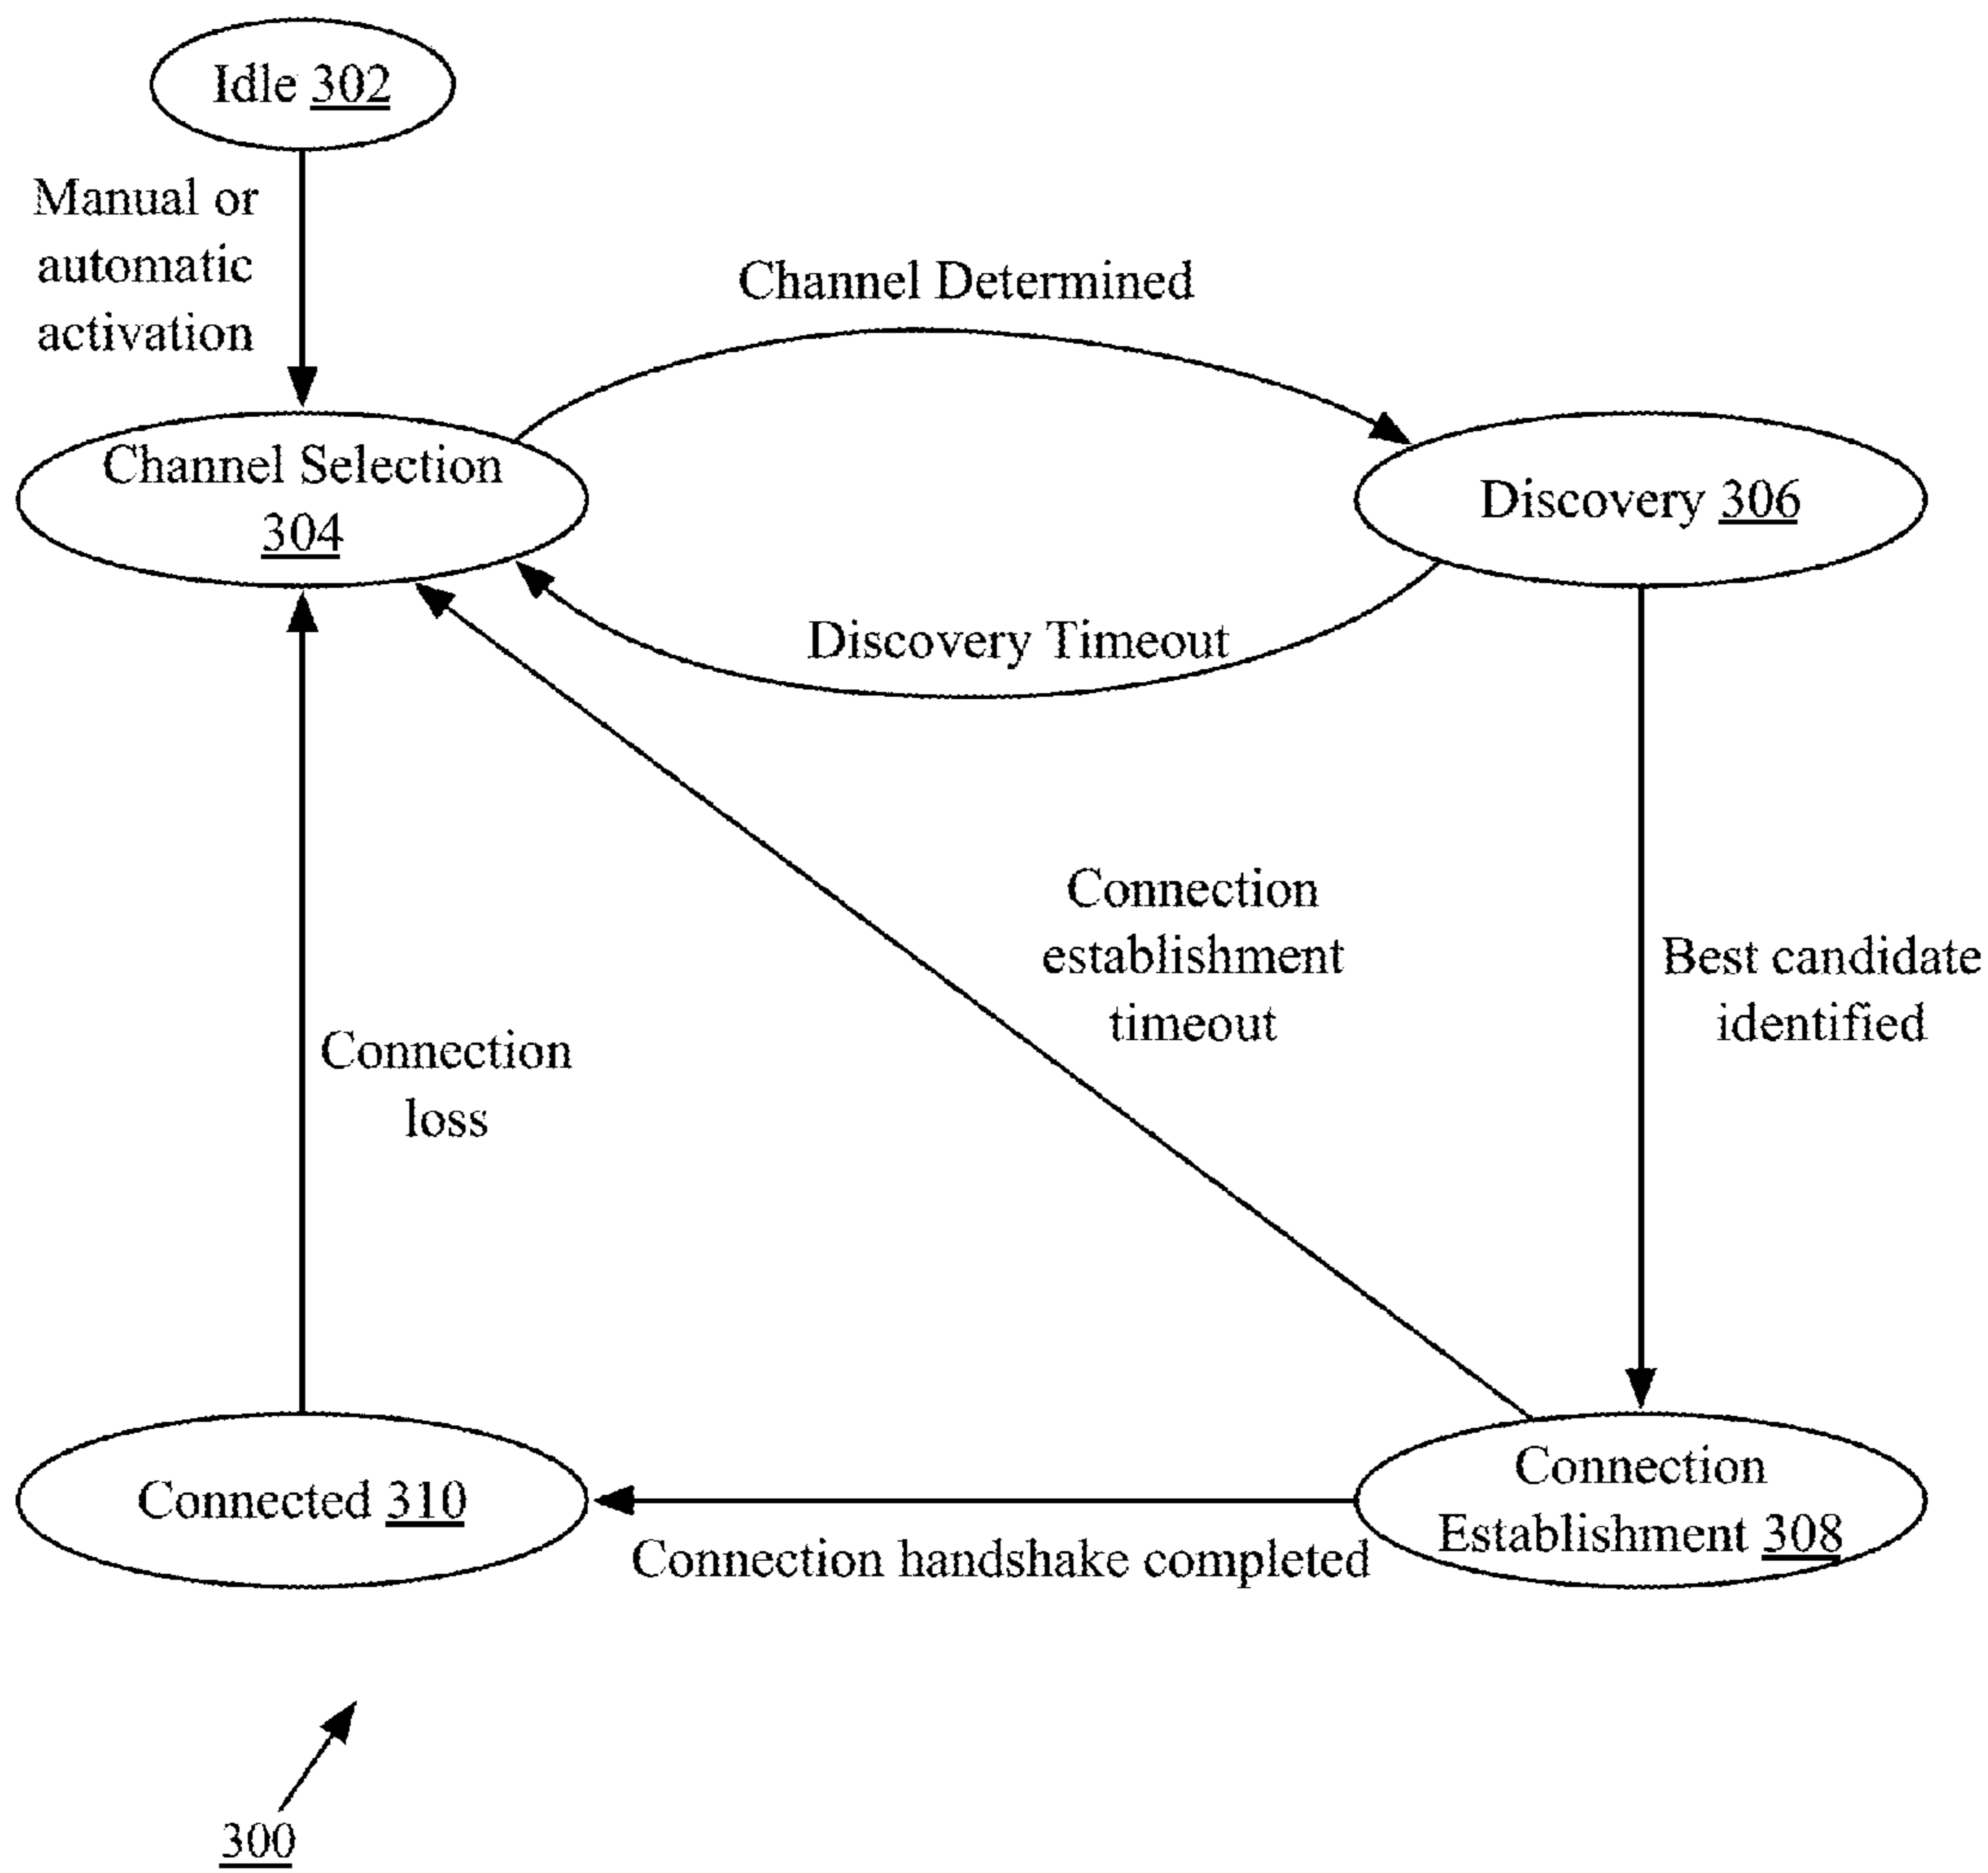 Idle 302
Manual or
automatic
activation
Channel Determined
Channel Selection
304
Discovery 306
Discovery Timeout
Connection
establishment
timeout
Best candidate
identified
Connection
loss
Connected 310
Connection handshake completed
Connection
Establishment 308
300